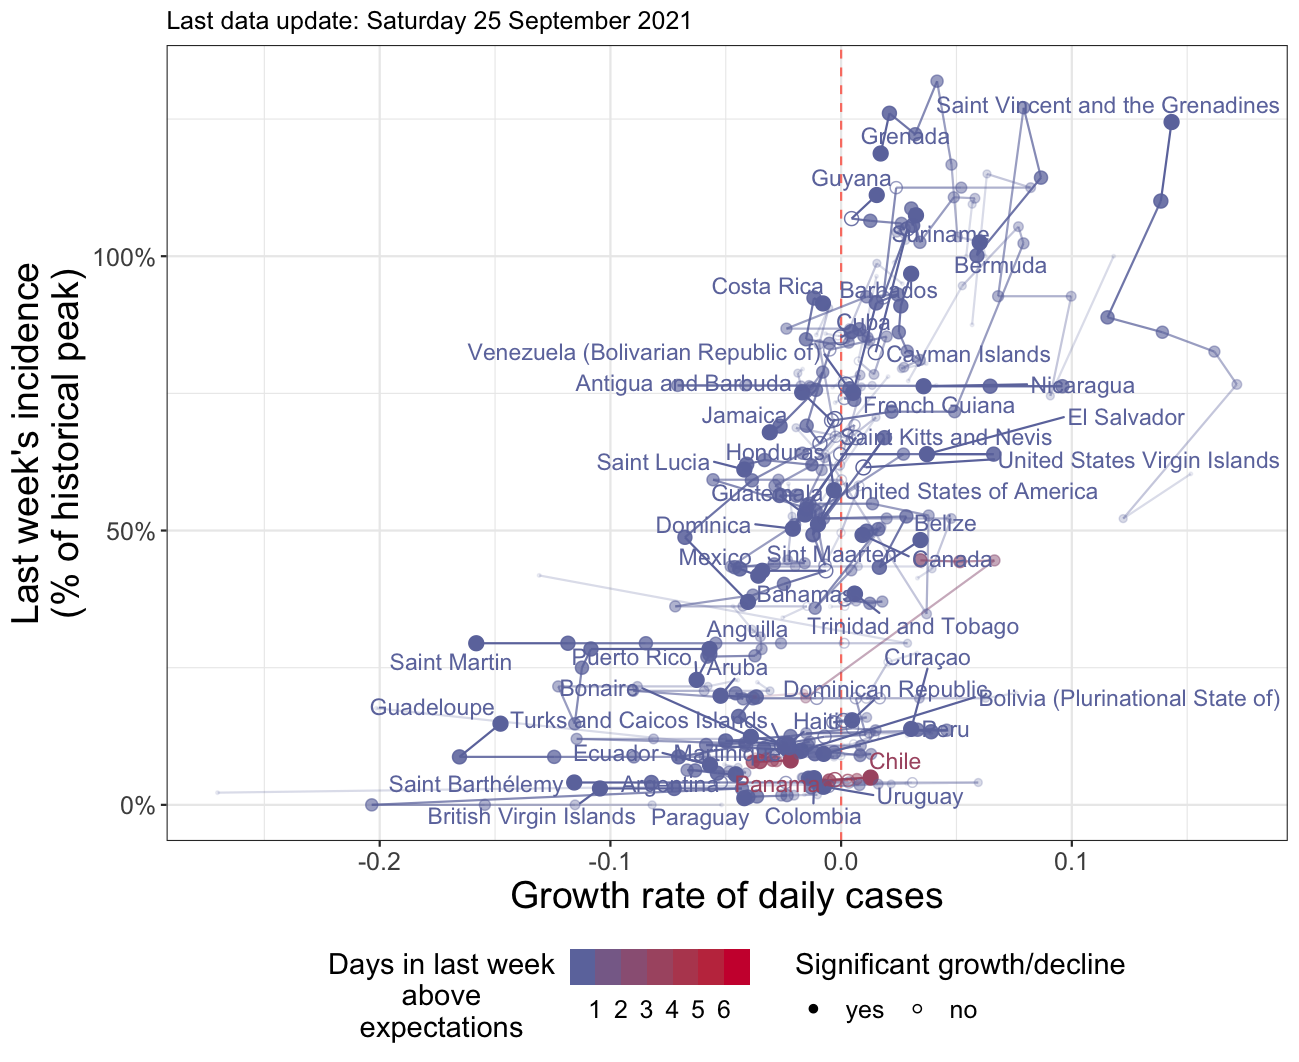 Last data update: Saturday 25 September 2021
Saint Vincent and the Grenadines
Grenada
Guyana
Suriname
Bermuda
Costa Rica
Barbados
Cuba
Venezuela (Bolivarian Republic of)
Cayman Islands
Antigua and Barbuda
Nicaragua
French Guiana
Jamaica
El Salvador
Saint Kitts and Nevis
Honduras
Saint Lucia
United States Virgin Islands
Guatemala
United States of America
Dominica
Belize
Mexico
Sint Maarten
Canada
Bahamas
Trinidad and Tobago
Anguilla
Saint Martin
Puerto Rico
Aruba
Curaçao
Bonaire
Dominican Republic
Bolivia (Plurinational State of)
Guadeloupe
Turks and Caicos Islands
Haiti
Peru
Ecuador
Chile
Saint Barthélemy
Argentina
Panama
Uruguay
British Virgin Islands
Paraguay
Colombia
100%
50%
0%
Last week's incidence
(% of historical peak)
-0.2 -0.1 0.0 0.1
Growth rate of daily cases
Days in last week
above
expectations
1 2 3 4 5 6
Significant growth/decline
yes no